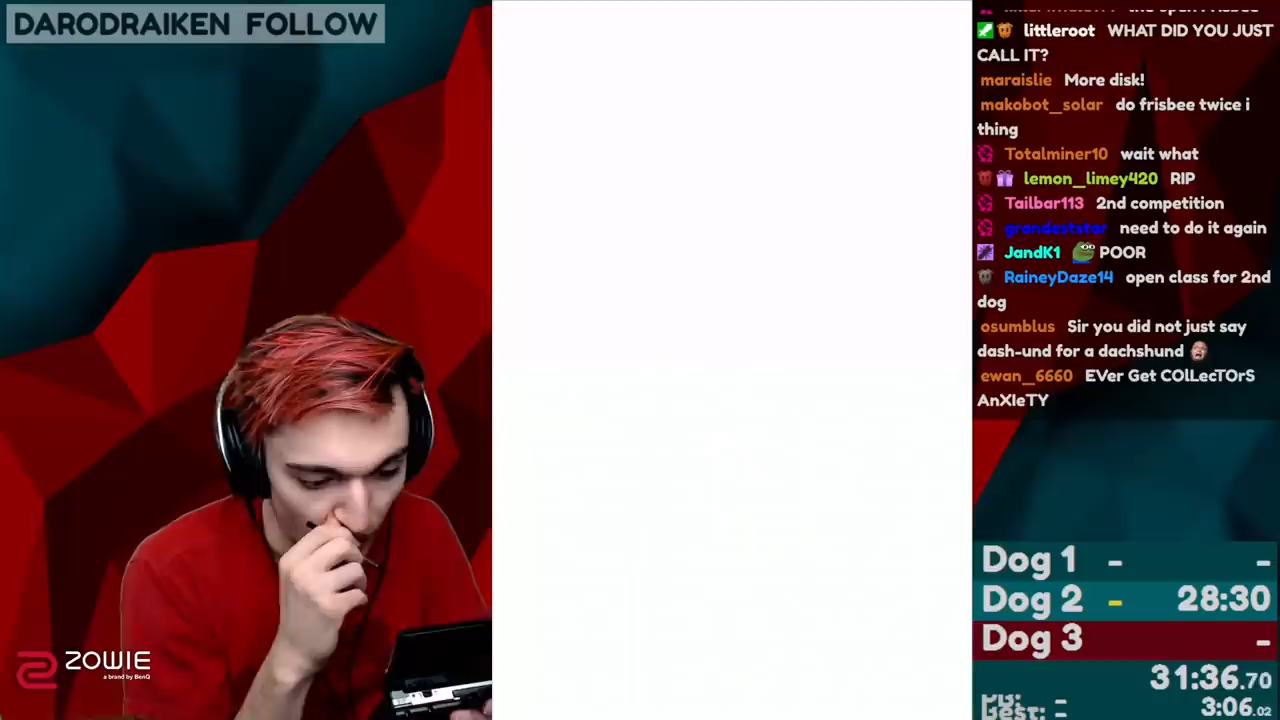 DARODRAIKEN FOLLOW
littleroot WHAT DID YOU JUST
CALL IT?
maraislie More disk!
makobot_solar do frisbee twice i
thing
Totalminer10 wait what
lemon_limey420 RIP
Tailbar113 2nd competition
grandeststar need to do it again
JandK1 POOR
RaineyDaze14 open class for 2nd
dog
osumblus Sir you did not just say
dash-und for a dachshund
ewan_6660 EVer Get COlLecTOrS
AnXIeTY
Dog 1 - -
Dog 2 - 28:30
Dog 3 -
31:36.70
Best: - 3:06.02
ZOWIE
a brand by BenQ